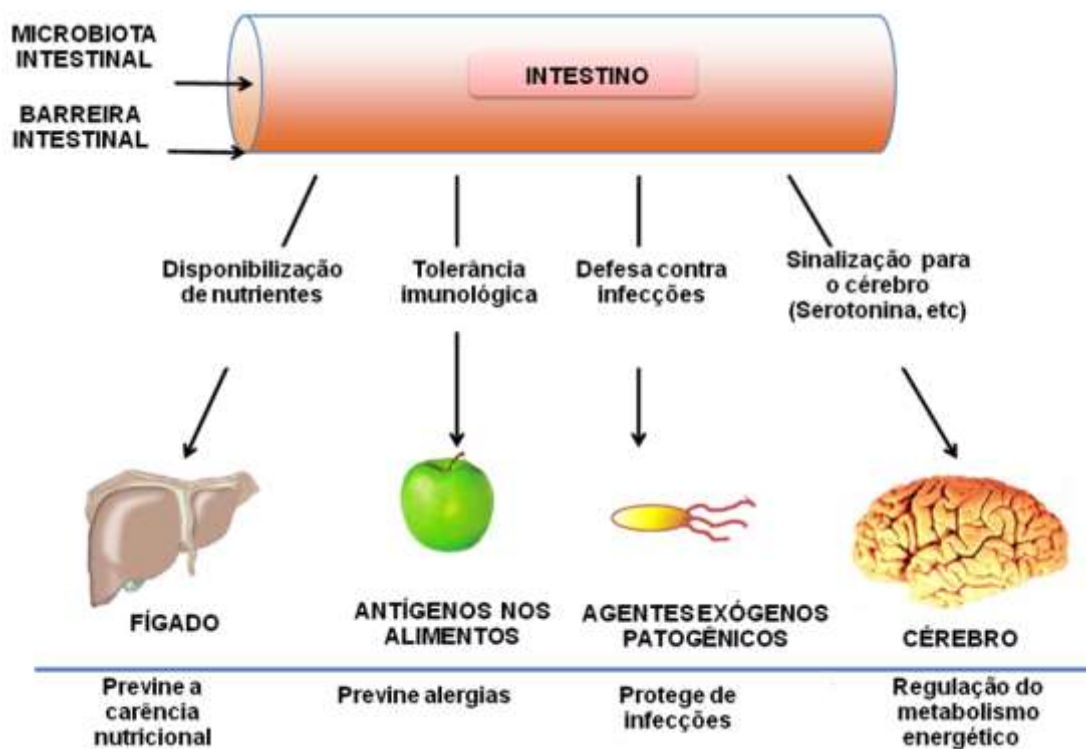 MICROBIOTA
INTESTINAL
BARREIRA
INTESTINAL
INTESTINO
Disponibilização
de nutrientes
Tolerância
imunológica
Defesa contra
infecções
Sinalização para
o cérebro
(Serotonina, etc)
FÍGADO
ANTÍGENOS NOS
ALIMENTOS
AGENTES EXÓGENOS
PATOGÊNICOS
CÉREBRO
Previne a
carência
nutricional
Previne alergias
Protege de
infecções
Regulação do
metabolismo
energético